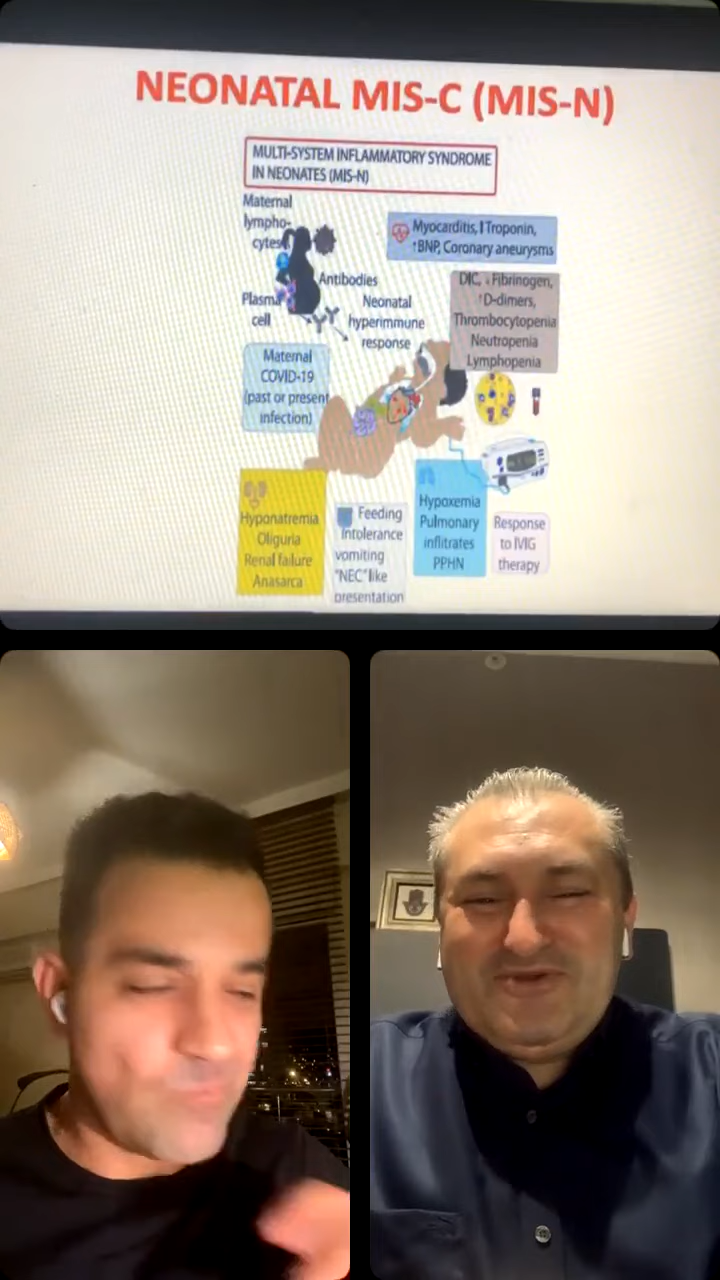 NEONATAL MIS-C (MIS-N)
MULTI-SYSTEM INFLAMMATORY SYNDROME
IN NEONATES (MIS-N)
Maternal
lympho-
cytes
Antibodies
Plasma
cell
Neonatal
hyperimmune
response
Myocarditis, ↑Troponin,
↑BNP, Coronary aneurysms
DIC, ↓Fibrinogen,
↑D-dimers,
Thrombocytopenia
Neutropenia
Lymphopenia
Maternal
COVID-19
(past or present
infection)
Hyponatremia
Oliguria
Renal failure
Anasarca
Feeding
Intolerance
vomiting
"NEC" like
presentation
Hypoxemia
Pulmonary
inflitrates
PPHN
Response
to IVIG
therapy